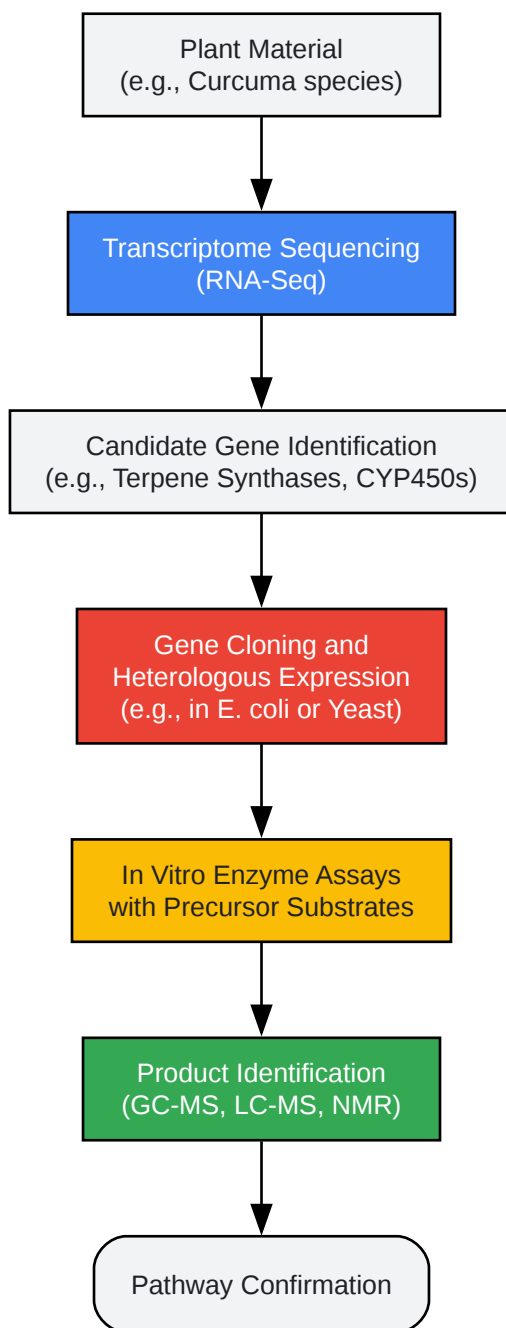 Plant Material
(e.g., Curcuma species)
Transcriptome Sequencing
(RNA-Seq)
Candidate Gene Identification
(e.g., Terpene Synthases, CYP450s)
Gene Cloning and
Heterologous Expression
(e.g., in E. coli or Yeast)
In Vitro Enzyme Assays
with Precursor Substrates
Product Identification
(GC-MS, LC-MS, NMR)
Pathway Confirmation